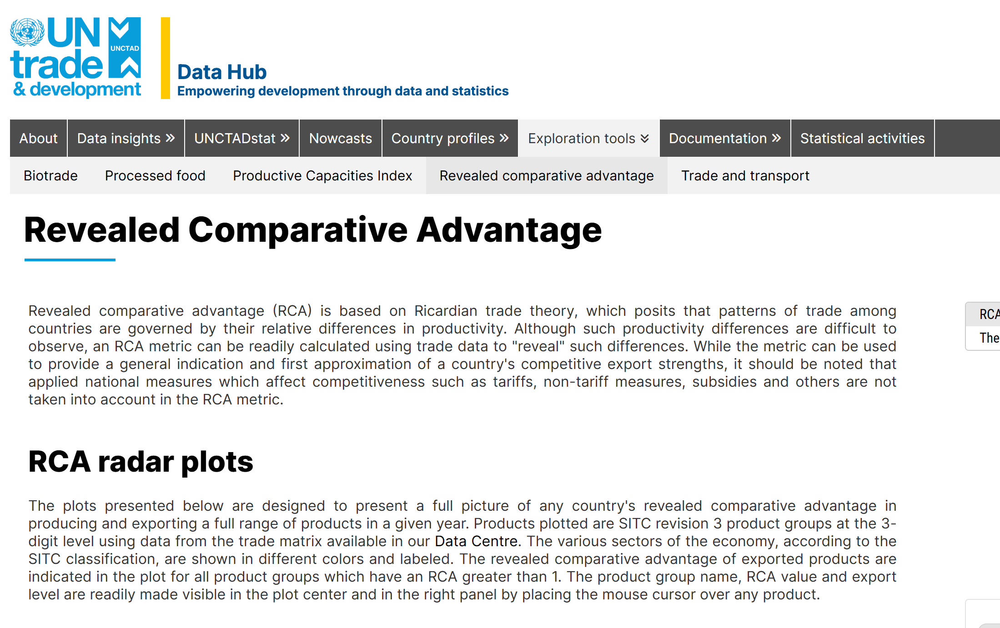 UN
trade
& development
UNCTAD
Data Hub
Empowering development through data and statistics
About
Data insights
UNCTADstat
Nowcasts
Country profiles
Exploration tools
Documentation
Statistical activities
Biotrade
Processed food
Productive Capacities Index
Revealed comparative advantage
Trade and transport
Revealed Comparative Advantage
Revealed comparative advantage (RCA) is based on Ricardian trade theory, which posits that patterns of trade among
countries are governed by their relative differences in productivity. Although such productivity differences are difficult to
observe, an RCA metric can be readily calculated using trade data to "reveal" such differences. While the metric can be used
to provide a general indication and first approximation of a country's competitive export strengths, it should be noted that
applied national measures which affect competitiveness such as tariffs, non-tariff measures, subsidies and others are not
taken into account in the RCA metric.
RCA
The
RCA radar plots
The plots presented below are designed to present a full picture of any country's revealed comparative advantage in
producing and exporting a full range of products in a given year. Products plotted are SITC revision 3 product groups at the 3-
digit level using data from the trade matrix available in our Data Centre. The various sectors of the economy, according to the
SITC classification, are shown in different colors and labeled. The revealed comparative advantage of exported products are
indicated in the plot for all product groups which have an RCA greater than 1. The product group name, RCA value and export
level are readily made visible in the plot center and in the right panel by placing the mouse cursor over any product.